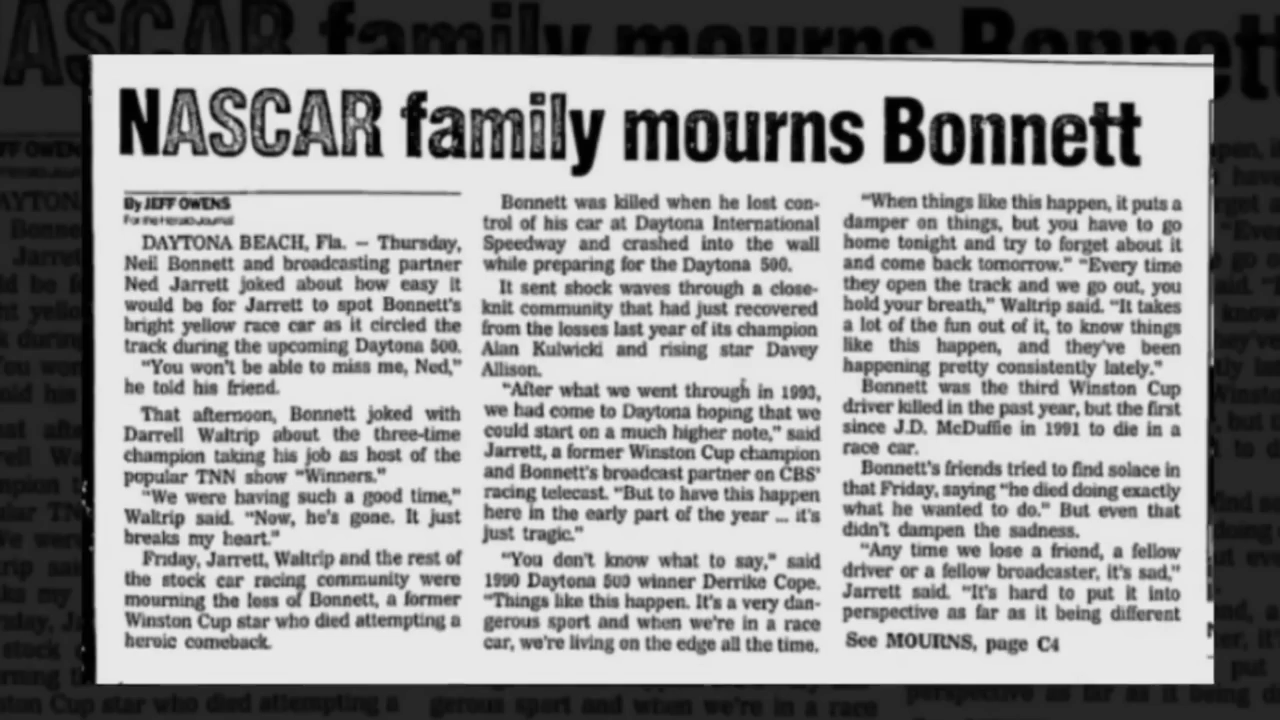 NASCAR family mourns Bonnett
By JEFF OWENS
For the Herald-Journal
DAYTONA BEACH, Fla. — Thursday,
Neil Bonnett and broadcasting partner
Ned Jarrett joked about how easy it
would be for Jarrett to spot Bonnett's
bright yellow race car as it circled the
track during the upcoming Daytona 500.
"You won't be able to miss me, Ned,"
he told his friend.
That afternoon, Bonnett joked with
Darrell Waltrip about the three-time
champion taking his job as host of the
popular TNN show "Winners."
"We were having such a good time,"
Waltrip said. "Now, he's gone. It just
breaks my heart."
Friday, Jarrett, Waltrip and the rest of
the stock car racing community were
mourning the loss of Bonnett, a former
Winston Cup star who died attempting a
heroic comeback.
Bonnett was killed when he lost con-
trol of his car at Daytona International
Speedway and crashed into the wall
while preparing for the Daytona 500.
It sent shock waves through a close-
knit community that had just recovered
from the losses last year of its champion
Alan Kulwicki and rising star Davey
Allison.
"After what we went through in 1993,
we had come to Daytona hoping that we
could start on a much higher note," said
Jarrett, a former Winston Cup champion
and Bonnett's broadcast partner on CBS'
racing telecast. "But to have this happen
here in the early part of the year ... it's
just tragic."
"You don't know what to say," said
1990 Daytona 500 winner Derrike Cope.
"Things like this happen. It's a very dan-
gerous sport and when we're in a race
car, we're living on the edge all the time.
"When things like this happen, it puts a
damper on things, but you have to go
home tonight and try to forget about it
and come back tomorrow." "Every time
they open the track and we go out, you
hold your breath," Waltrip said. "It takes
a lot of the fun out of it, to know things
like this happen, and they've been
happening pretty consistently lately."
Bonnett was the third Winston Cup
driver killed in the past year, but the first
since J.D. McDuffie in 1991 to die in a
race car.
Bonnett's friends tried to find solace in
that Friday, saying "he died doing exactly
what he wanted to do." But even that
didn't dampen the sadness.
"Any time we lose a friend, a fellow
driver or a fellow broadcaster, it's sad,"
Jarrett said. "It's hard to put it into
perspective as far as it being different
See MOURNS, page C4